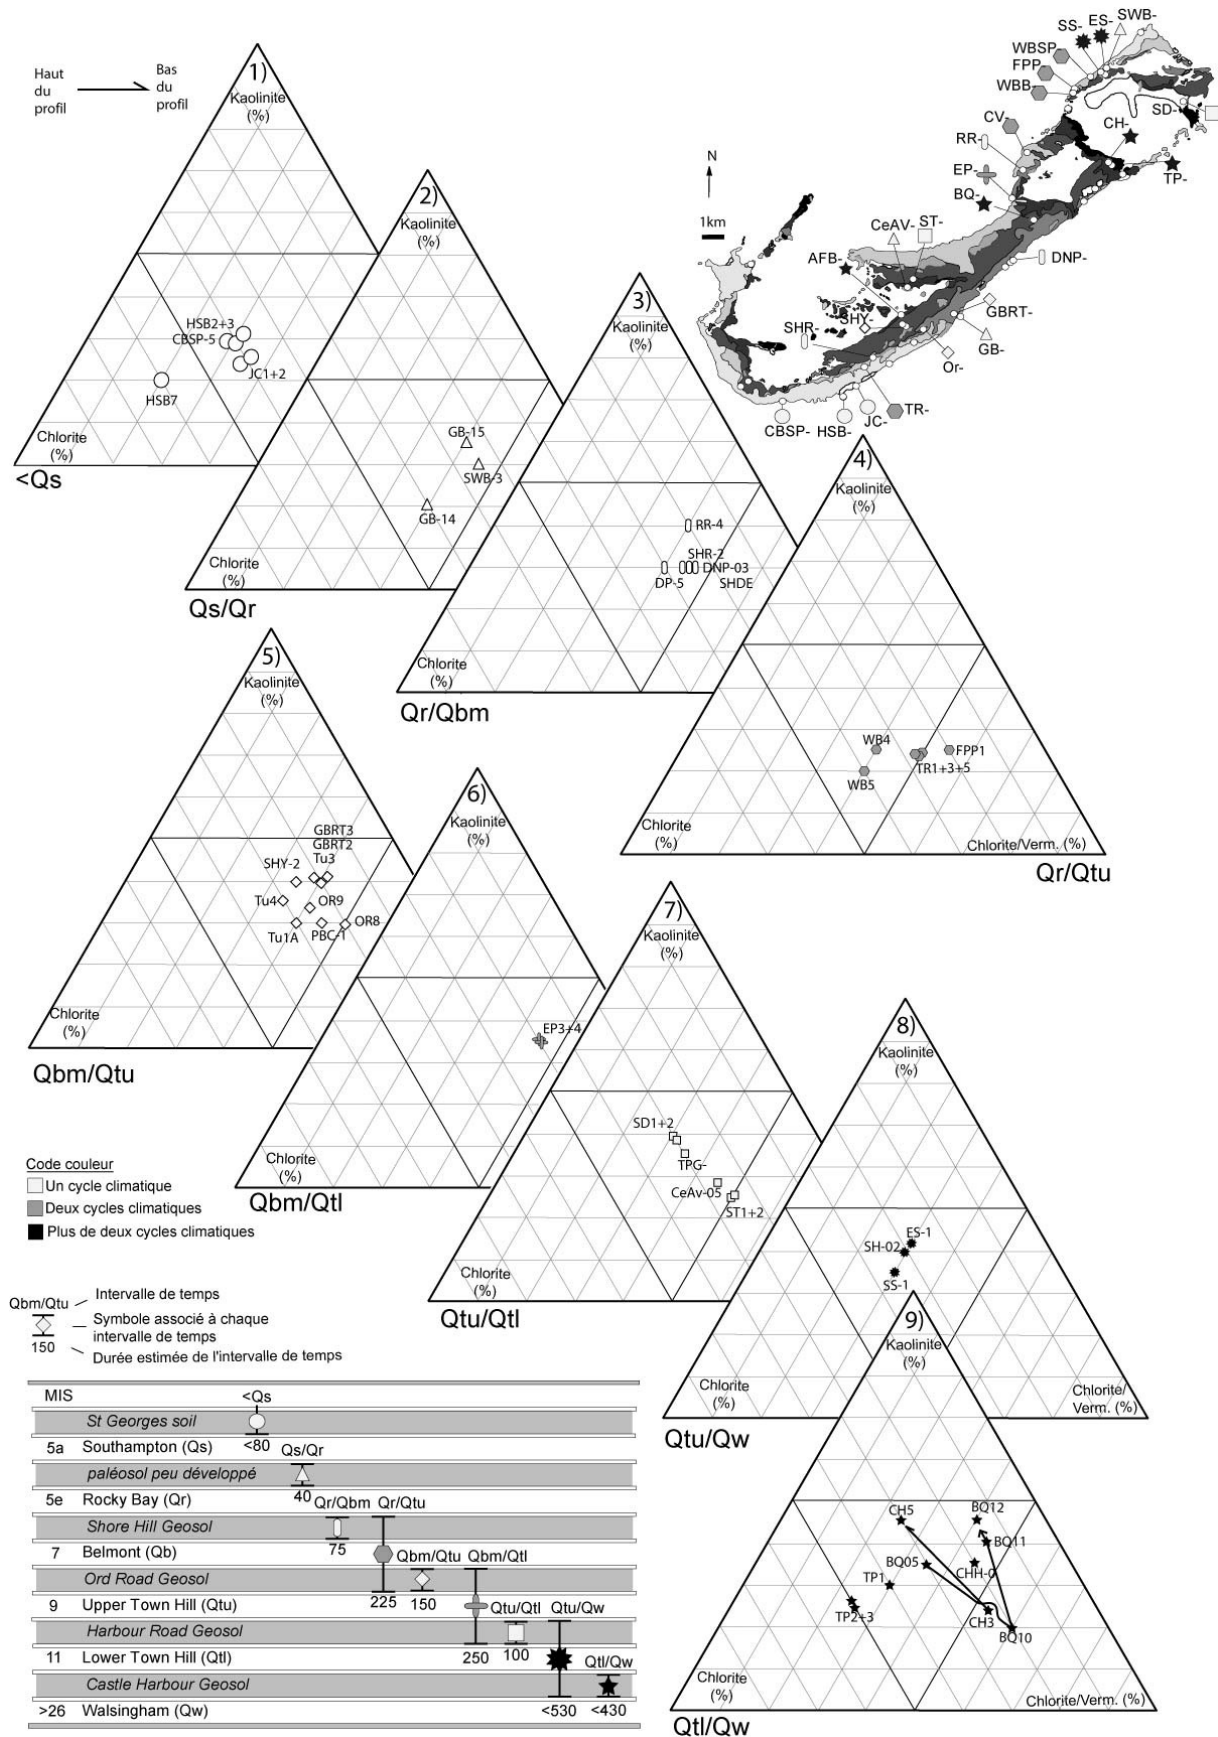 Haut
du
profil
Bas
du
profil
1)
Kaolinite
(%)
HSB2+3
CBSP-5
JC1+2
HSB7
Chlorite
(%)
<Qs
2)
Kaolinite
(%)
GB-15
SWB-3
GB-14
Chlorite
(%)
Qs/Qr
3)
Kaolinite
(%)
RR-4
SHR-2
DNP-03
DP-5
SHDE
Chlorite
(%)
Qr/Qbm
N
1km
SS-
ES-
SWB-
WBSP-
FPP-
WBB-
CV-
RR-
EP-
BQ-
SD-
CH-
TP-
CeAV-
ST-
AFB-
DNP-
GBRT-
SHY-
SHR-
GB-
Or-
TR-
JC-
HSB-
CBSP-
4)
Kaolinite
(%)
WB4
WB5
FPP1
TR1+3+5
Chlorite
(%)
Chlorite/Verm. (%)
Qr/Qtu
5)
Kaolinite
(%)
GBRT3
GBRT2
Tu3
SHY-2
Tu4
OR9
OR8
Tu1A
PBC-1
Chlorite
(%)
Qbm/Qtu
6)
Kaolinite
(%)
EP3+4
Chlorite
(%)
Qbm/Qtl
7)
Kaolinite
(%)
SD1+2
TPG-
CeAv-05
ST1+2
Chlorite
(%)
Qtu/Qtl
8)
Kaolinite
(%)
ES-1
SH-02
SS-1
Chlorite
(%)
Chlorite/
Verm. (%)
Qtu/Qw
9)
Kaolinite
(%)
CH5
BQ12
BQ11
BQ05
CHH-0
TP1
TP2+3
CH3
BQ10
Chlorite
(%)
Chlorite/Verm. (%)
Qtl/Qw
Code couleur
Un cycle climatique
Deux cycles climatiques
Plus de deux cycles climatiques
Qbm/Qtu
Intervalle de temps
Symbole associé à chaque
intervalle de temps
150
Durée estimée de l'intervalle de temps
MIS
<Qs
St Georges soil
5a Southampton (Qs)
<80
Qs/Qr
paléosol peu développé
5e Rocky Bay (Qr)
40
Qr/Qbm
Qr/Qtu
Shore Hill Geosol
7 Belmont (Qb)
75
Qbm/Qtu
Qbm/Qtl
Ord Road Geosol
9 Upper Town Hill (Qtu)
225
150
Qtu/Qtl
Qtu/Qw
Harbour Road Geosol
11 Lower Town Hill (Qtl)
250
100
Qtl/Qw
Castle Harbour Geosol
>26 Walsingham (Qw)
<530
<430